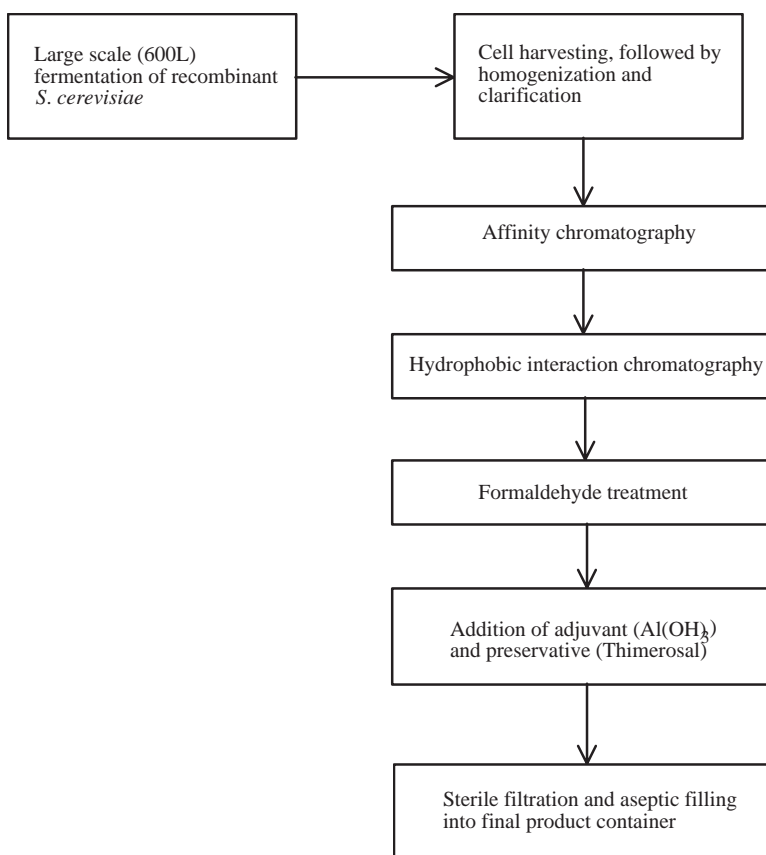 Large scale (600L)
fermentation of recombinant
S. cerevisiae
Cell harvesting, followed by
homogenization and
clarification
Affinity chromatography
Hydrophobic interaction chromatography
Formaldehyde treatment
Addition of adjuvant (Al(OH)3)
and preservative (Thimerosal)
Sterile filtration and aseptic filling
into final product container